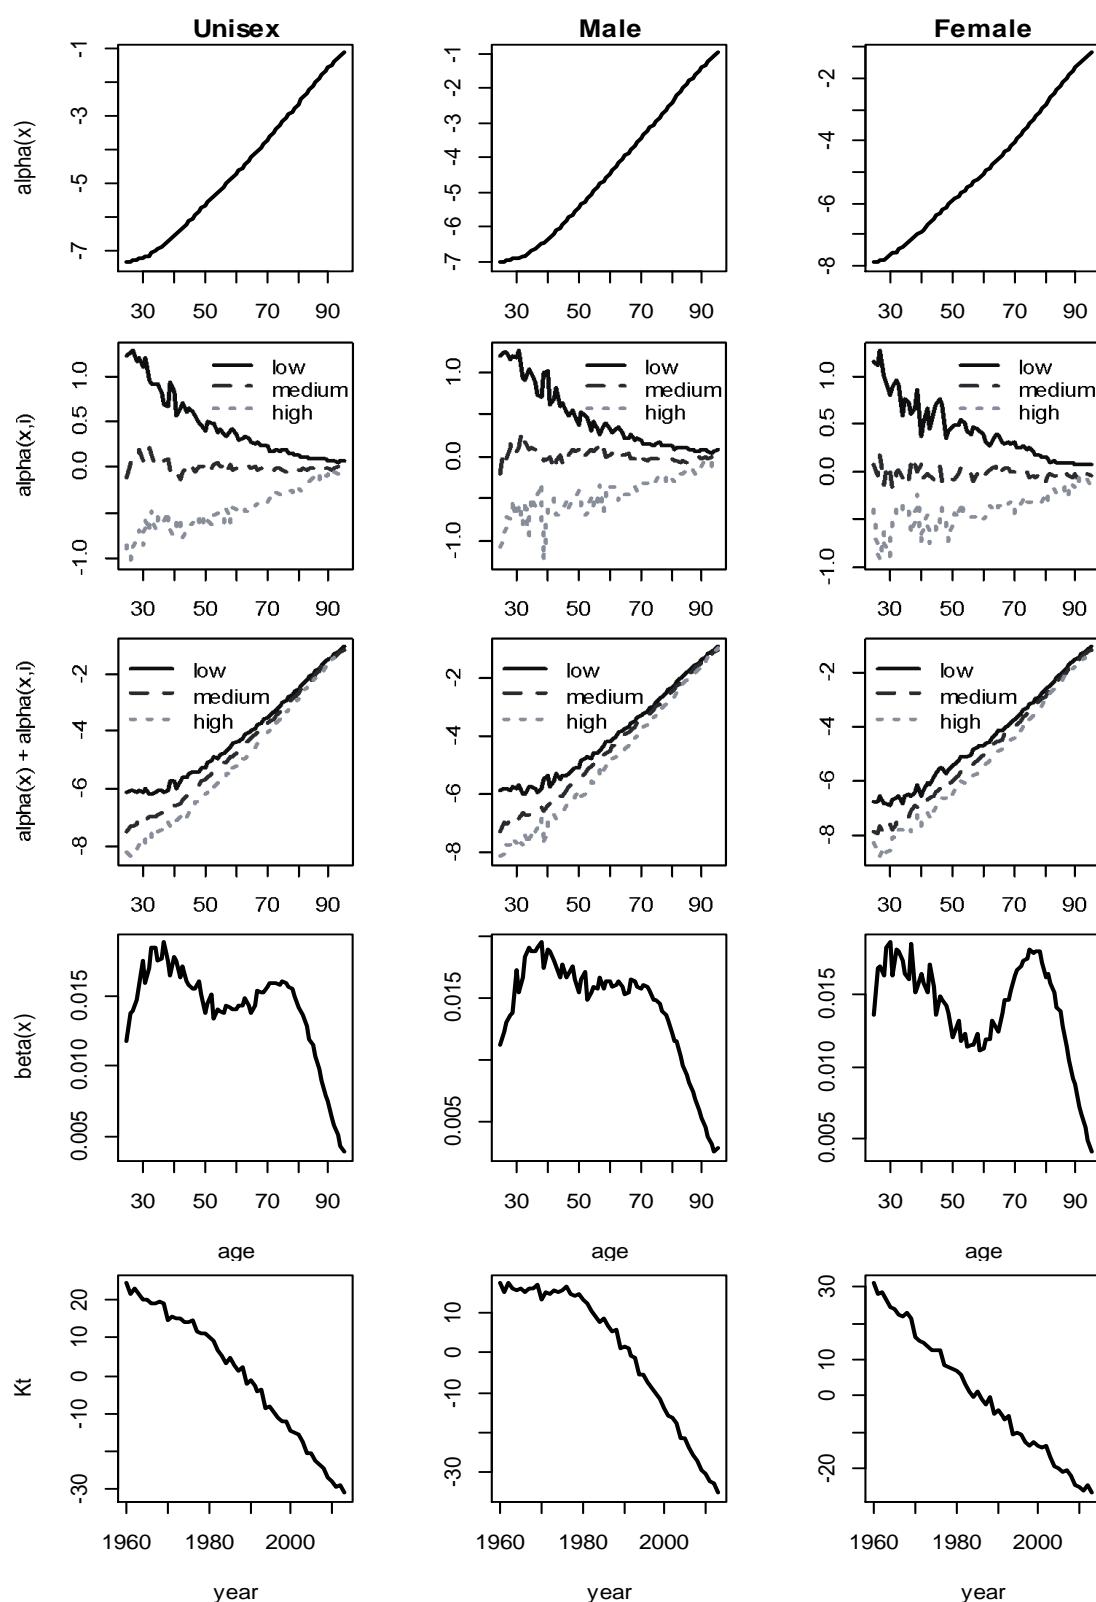 Unisex Male Female
alpha(x)
-1 -3 -5 -7
-1 -2 -3 -4 -5 -6 -7
-2 -4 -6 -8
30 50 70 90 30 50 70 90 30 50 70 90
alpha(x,i)
1.0 0.5 0.0 -1.0
1.0 0.0 -1.0
1.0 0.5 0.0 -1.0
low low low
medium medium medium
high high high
30 50 70 90 30 50 70 90 30 50 70 90
alpha(x) + alpha(x,i)
-2 -4 -6 -8
-2 -4 -6 -8
-2 -4 -6 -8
low low low
medium medium medium
high high high
30 50 70 90 30 50 70 90 30 50 70 90
beta(x)
0.015 0.010 0.005
0.015 0.005
0.015 0.010 0.005
30 50 70 90 30 50 70 90 30 50 70 90
age age age
Kt
20 10 0 -10 -30
10 0 -10 -30
30 10 0 -20
1960 1980 2000 1960 1980 2000 1960 1980 2000
year year year